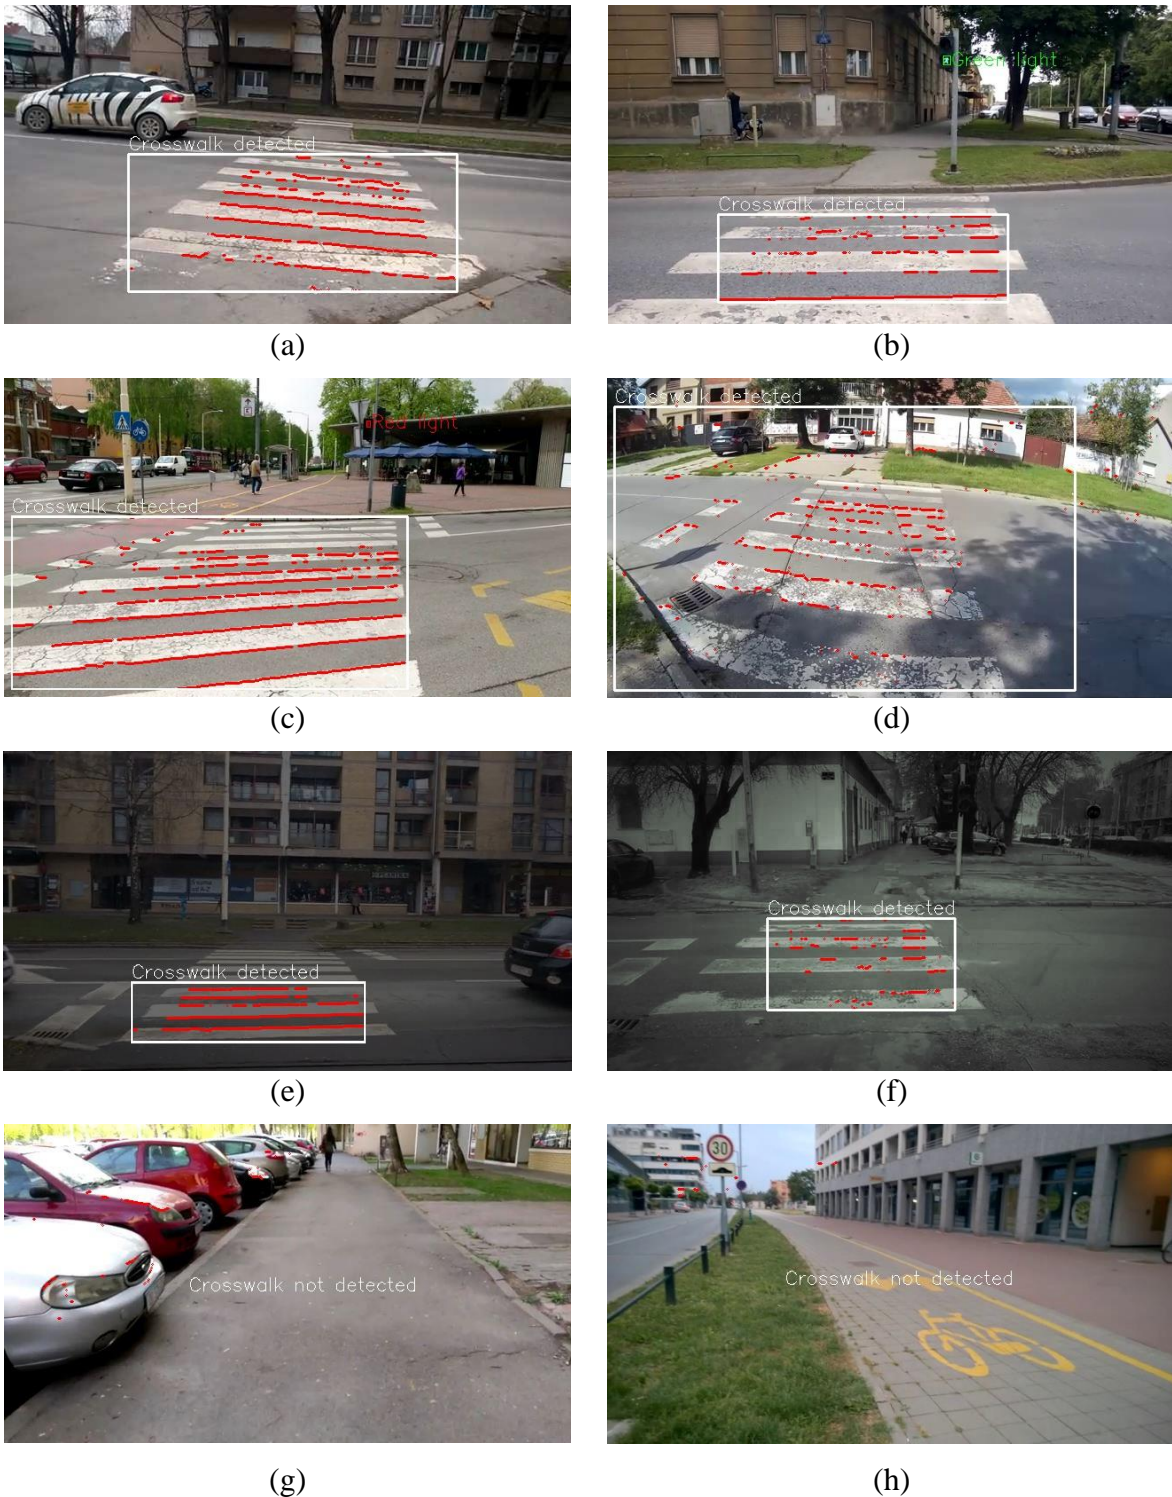 Crosswalk detected
(a)
Green light
Crosswalk detected
(b)
Red light
Crosswalk detected
(c)
Crosswalk detected
(d)
Crosswalk detected
(e)
Crosswalk detected
(f)
Crosswalk not detected
(g)
30
Crosswalk not detected
(h)